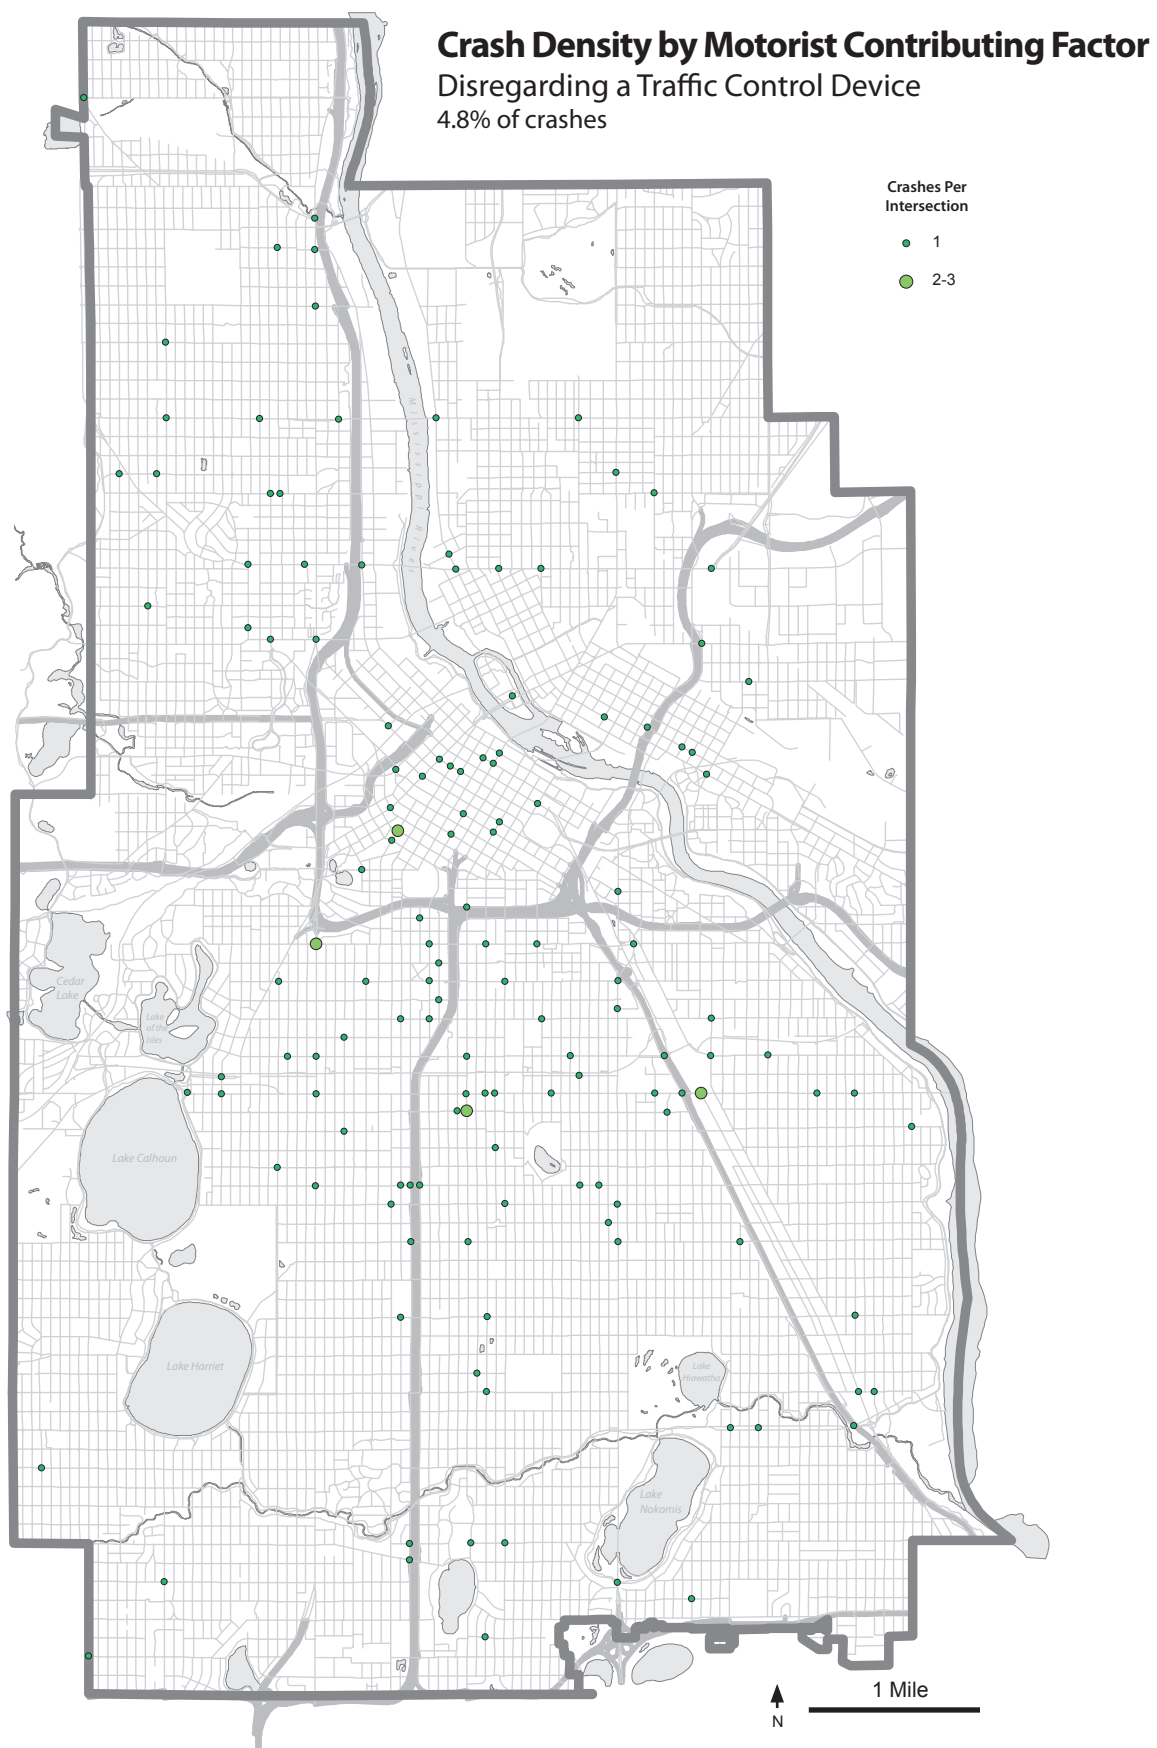 Crash Density by Motorist Contributing Factor
Disregarding a Traffic Control Device
4.8% of crashes
Crashes Per
Intersection
1
2-3
Mississippi River
Cedar
Lake
Lake
of the
Isles
Lake Calhoun
Lake Harriet
Lake
Hiawatha
Lake
Nokomis
1 Mile
N